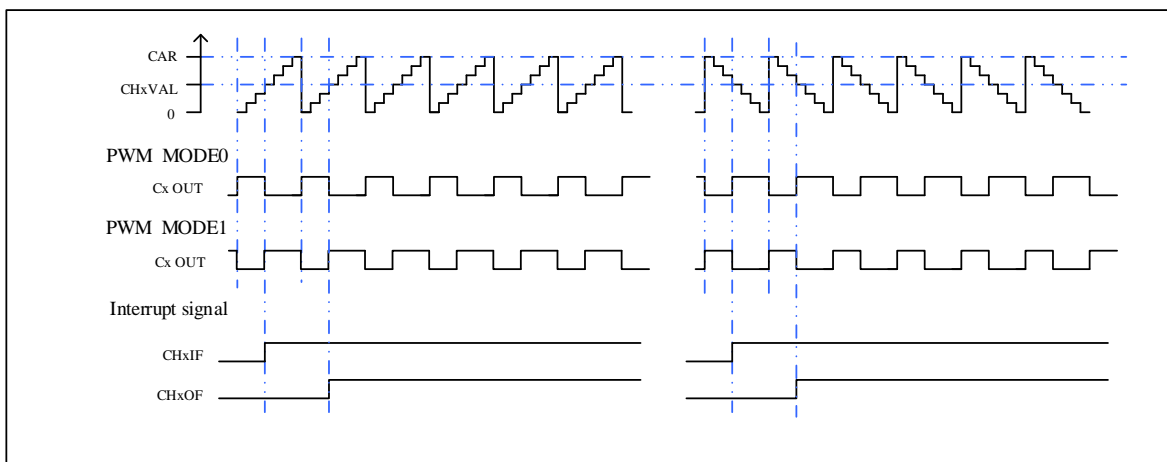 CAR
CHxVAL
0
PWM MODE0
Cx OUT
PWM MODE1
Cx OUT
Interrupt signal
CHxIF
CHxOF